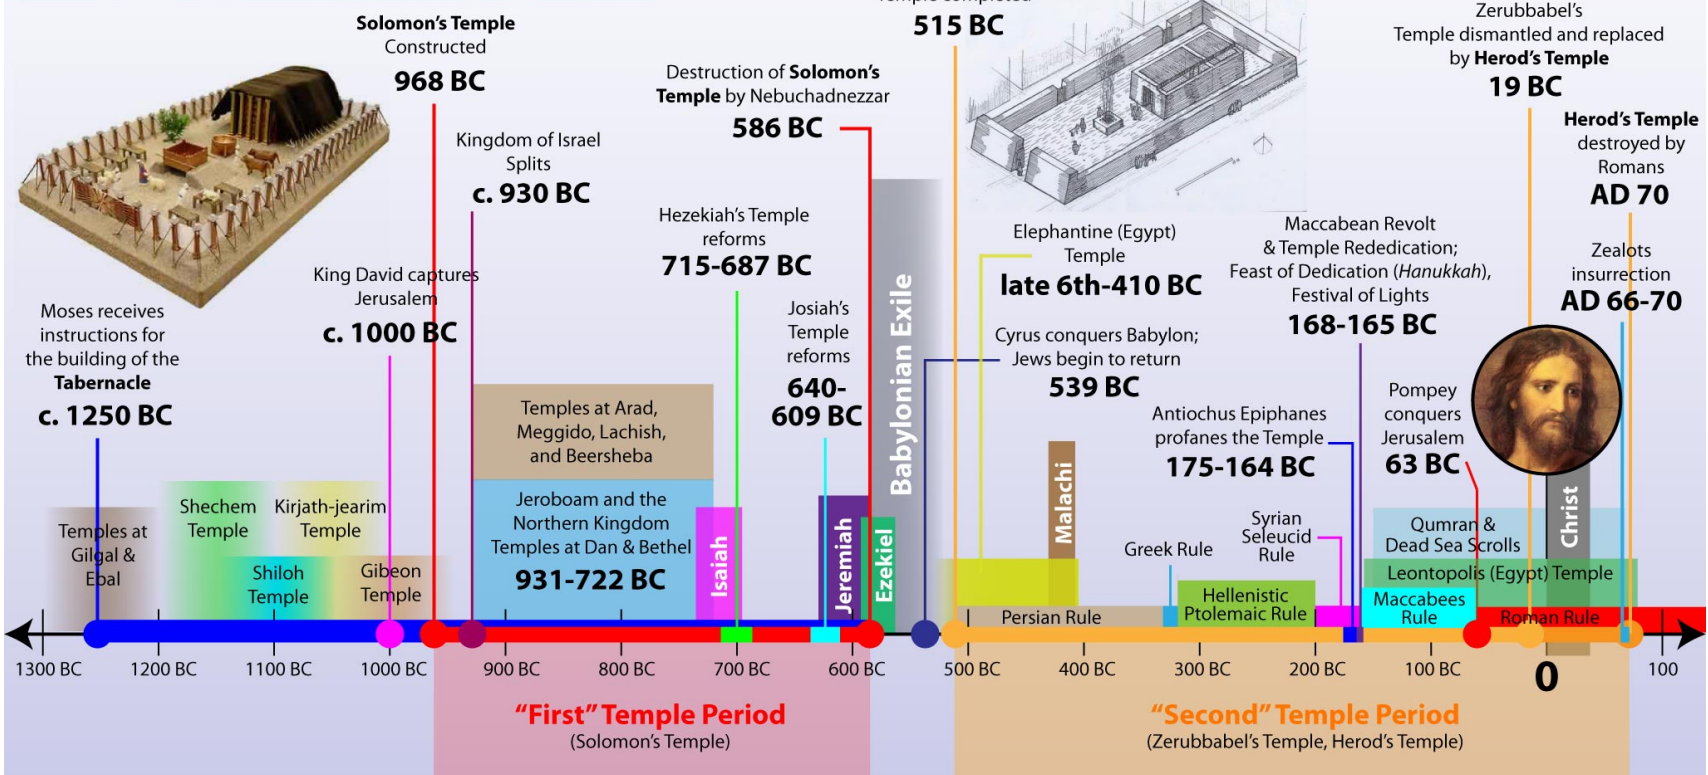 Solomon’s Temple
Constructed
968 BC
Temple completed
515 BC
Zerubbabel’s
Temple dismantled and replaced
by Herod’s Temple
19 BC
Destruction of Solomon’s
Temple by Nebuchadnezzar
586 BC
Herod’s Temple
destroyed by
Romans
AD 70
Kingdom of Israel
Splits
c. 930 BC
Hezekiah’s Temple
reforms
715-687 BC
Elephantine (Egypt)
Temple
late 6th-410 BC
Maccabean Revolt
& Temple Rededication;
Feast of Dedication (Hanukkah),
Festival of Lights
168-165 BC
Zealots
insurrection
AD 66-70
King David captures
Jerusalem
c. 1000 BC
Moses receives
instructions for
the building of the
Tabernacle
c. 1250 BC
Josiah’s
Temple
reforms
640-
609 BC
Babylonian Exile
Cyrus conquers Babylon;
Jews begin to return
539 BC
Antiochus Epiphanes
profanes the Temple
175-164 BC
Pompey
conquers
Jerusalem
63 BC
Temples at Arad,
Meggido, Lachish,
and Beersheba
Jeroboam and the
Northern Kingdom
Temples at Dan & Bethel
931-722 BC
Temples at
Gilgal &
Ebal
Shechem
Temple
Kirjath-jearim
Temple
Shiloh
Temple
Gibeon
Temple
Isaiah
Jeremiah
Ezekiel
Malachi
Christ
Greek Rule
Syrian
Seleucid
Rule
Qumran &
Dead Sea Scrolls
Leontopolis (Egypt) Temple
Persian Rule
Hellenistic
Ptolemaic Rule
Maccabees
Rule
Roman Rule
1300 BC
1200 BC
1100 BC
1000 BC
900 BC
800 BC
700 BC
600 BC
500 BC
400 BC
300 BC
200 BC
100 BC
0
100
“First” Temple Period
(Solomon’s Temple)
“Second” Temple Period
(Zerubbabel’s Temple, Herod’s Temple)